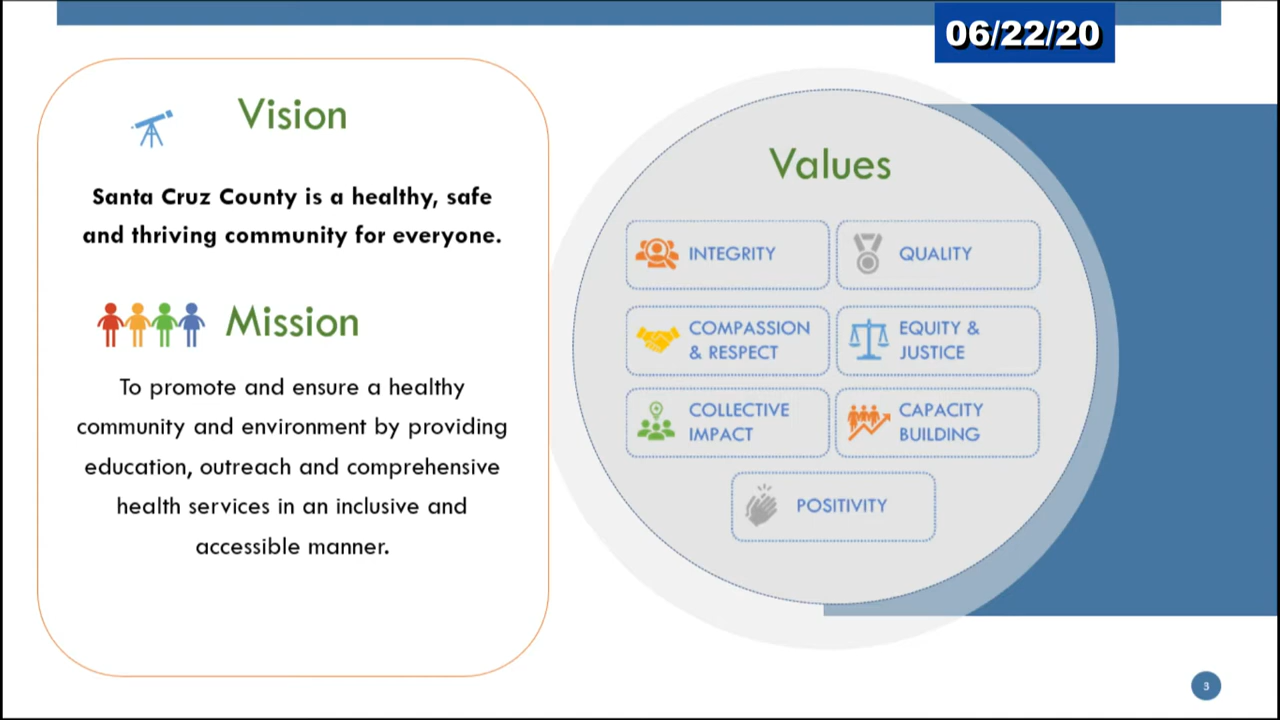 06/22/20
Vision
Santa Cruz County is a healthy, safe
and thriving community for everyone.
Mission
To promote and ensure a healthy
community and environment by providing
education, outreach and comprehensive
health services in an inclusive and
accessible manner.
Values
INTEGRITY
QUALITY
COMPASSION
& RESPECT
EQUITY &
JUSTICE
COLLECTIVE
IMPACT
CAPACITY
BUILDING
POSITIVITY
3